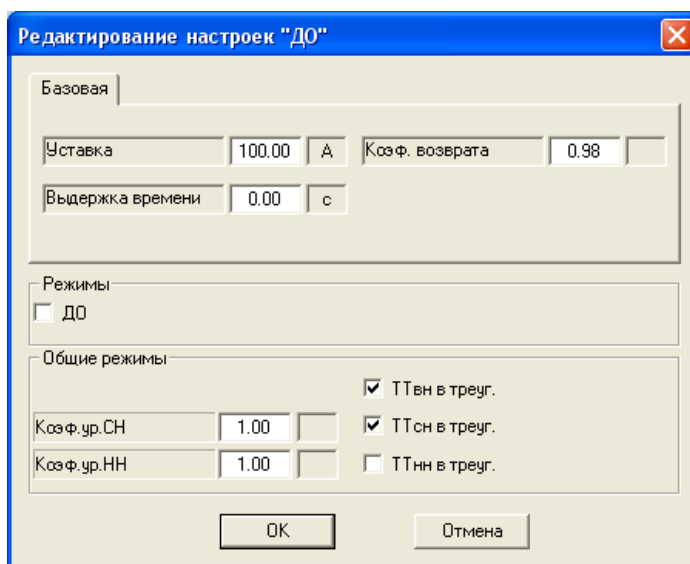 Редактирование настроек "ДО"
Базовая
Уставка 100.00 А Коэф. возврата 0.98
Выдержка времени 0.00 с
Режимы
ДО
Общие режимы
ТТвн в треуг.
Коэф.ур.СН 1.00 ТТсн в треуг.
Коэф.ур.НН 1.00 ТТнн в треуг.
OK Отмена